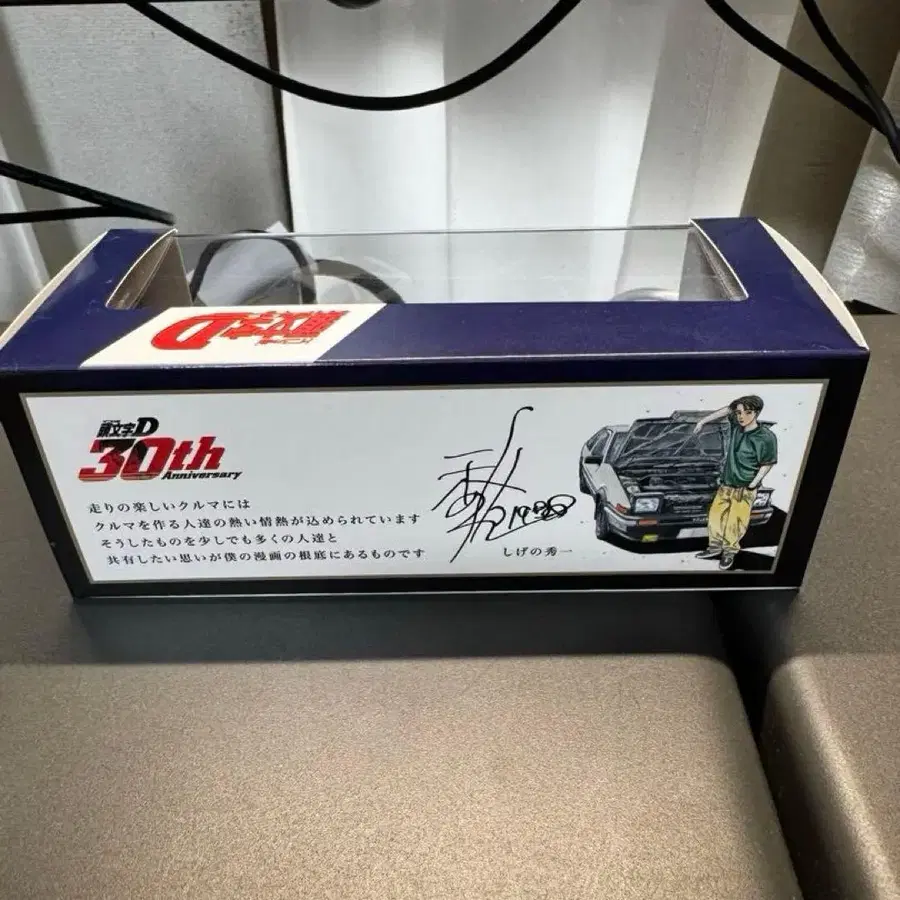 頭文字D
頭文字D
30th
Anniversary
走りの楽しいクルマには
クルマを作る人達の熱い情熱が込められています
そうしたものを少しでも多くの人達と
共有したい思いが僕の漫画の根底にあるものです
しげの秀一